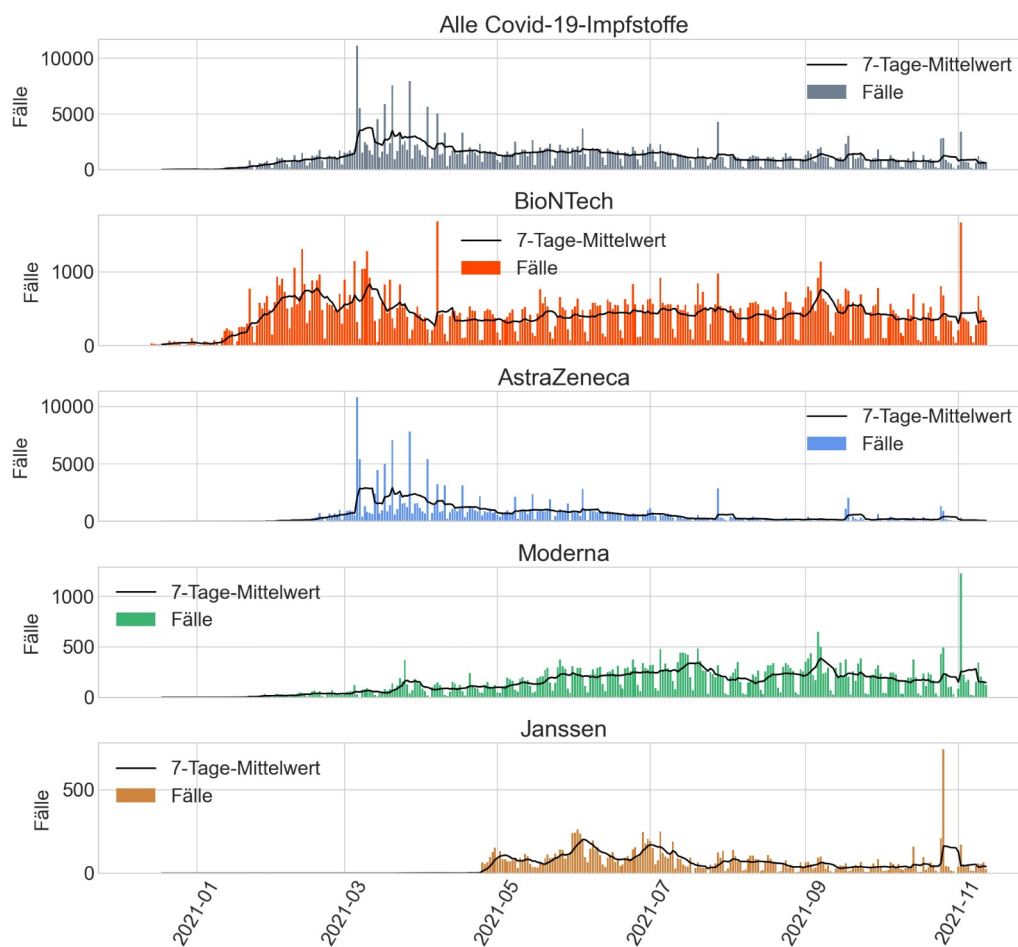 Alle Covid-19-Impfstoffe
10000
5000
0
Fälle
7-Tage-Mittelwert
Fälle
BioNTech
1000
0
Fälle
7-Tage-Mittelwert
Fälle
AstraZeneca
10000
5000
0
Fälle
7-Tage-Mittelwert
Fälle
Moderna
1000
500
0
Fälle
7-Tage-Mittelwert
Fälle
Janssen
500
0
Fälle
7-Tage-Mittelwert
Fälle
2021-01
2021-03
2021-05
2021-07
2021-09
2021-11